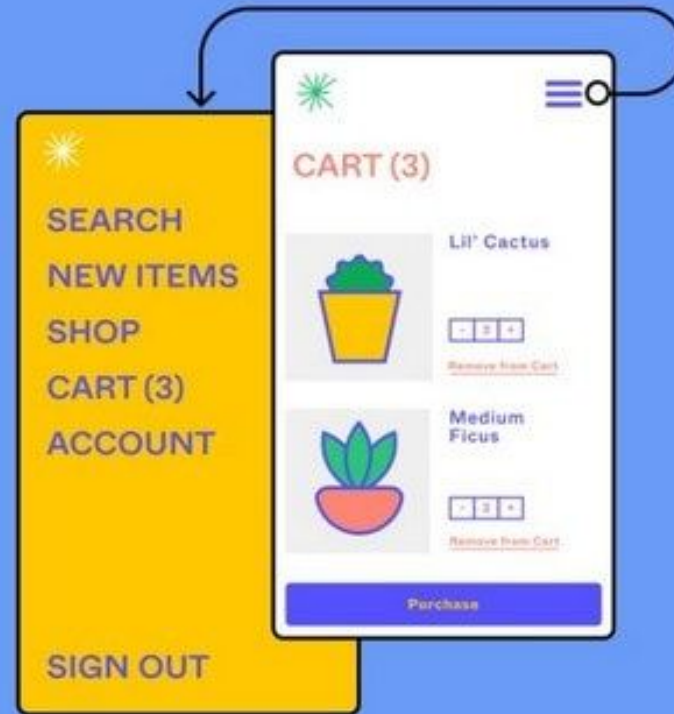 SEARCH
NEW ITEMS
SHOP
CART (3)
ACCOUNT
SIGN OUT
CART (3)
Lil' Cactus
- +
Remove from Cart
Medium
Ficus
- +
Remove from Cart
Purchase